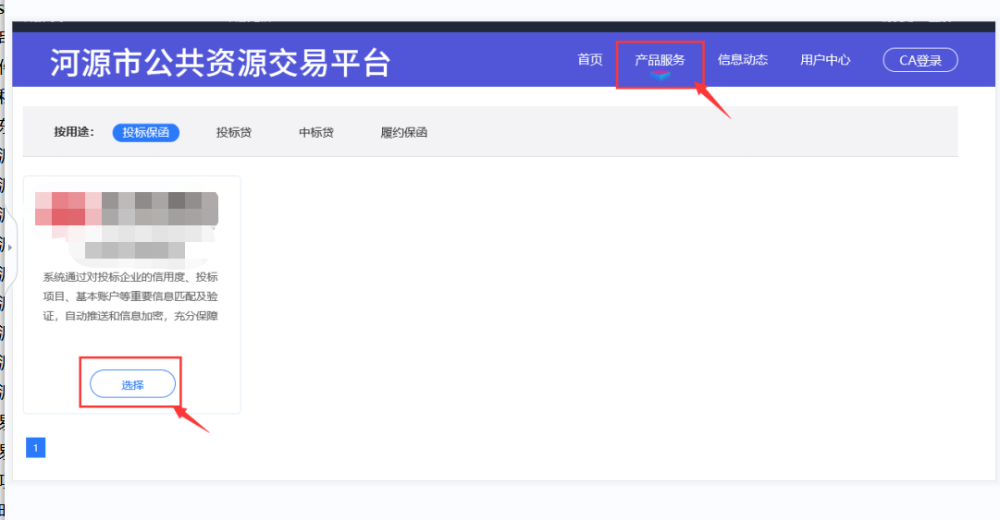 河源市公共资源交易平台
首页 产品服务 信息动态 用户中心 CA登录
按用途： 投标保函 投标贷 中标贷 履约保函
系统通过对投标企业的信用度、投标
项目、基本账户等重要信息匹配及验
证，自动推送和信息加密，充分保障
选择
1